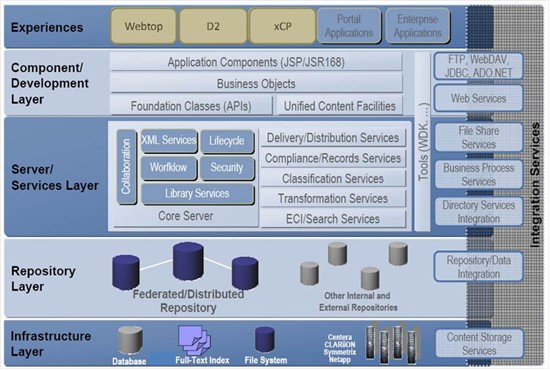 Experiences
Webtop
D2
xCP
Portal
Applications
Enterprise
Applications
Component/
Development
Layer
Application Components (JSP/JSR168)
Business Objects
Foundation Classes (APIs)
Unified Content Facilities
Tools (WDK, ...)
FTP, WebDAV,
JDBC, ADO.NET
Web Services
Integration Services
Server/
Services Layer
Collaboration
XML Services
Lifecycle
Worfklow
Security
Library Services
Core Server
Delivery/Distribution Services
Compliance/Records Services
Classification Services
Transformation Services
ECI/Search Services
File Share
Services
Business Process
Services
Directory Services
Integration
Repository
Layer
Federated/Distributed
Repository
Other Internal and
External Repositories
Repository/Data
Integration
Infrastructure
Layer
Database
Full-Text Index
File System
Centera
CLARiiON
Symmetrix
Netapp
Content Storage
Services